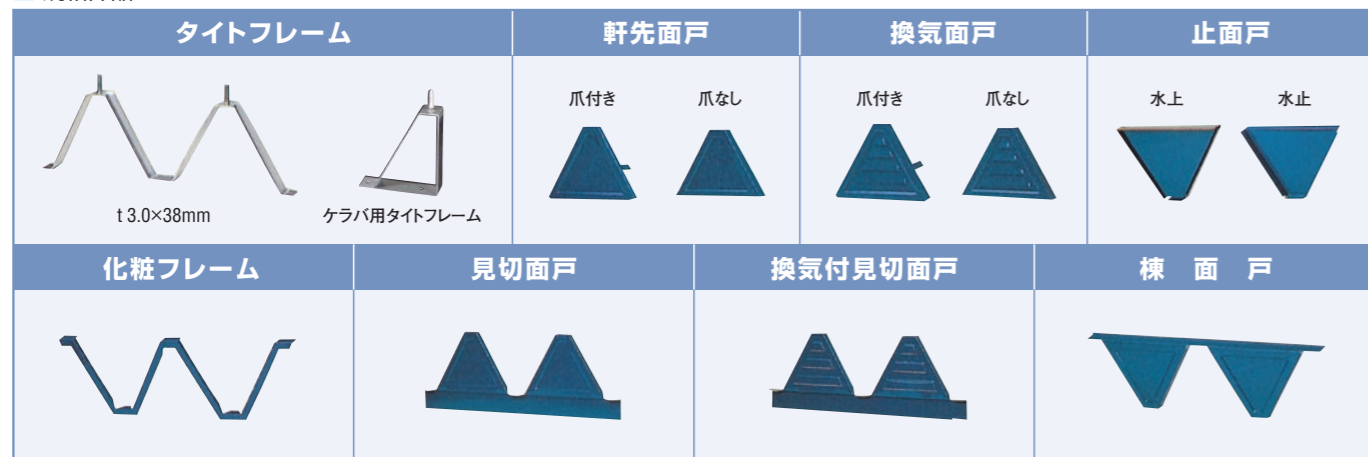 タイトフレーム
軒先面戸
換気面戸
止面戸
爪付き
爪なし
爪付き
爪なし
水上
水止
t 3.0×38mm
ケラバ用タイトフレーム
化粧フレーム
見切面戸
換気付見切面戸
棟 面 戸